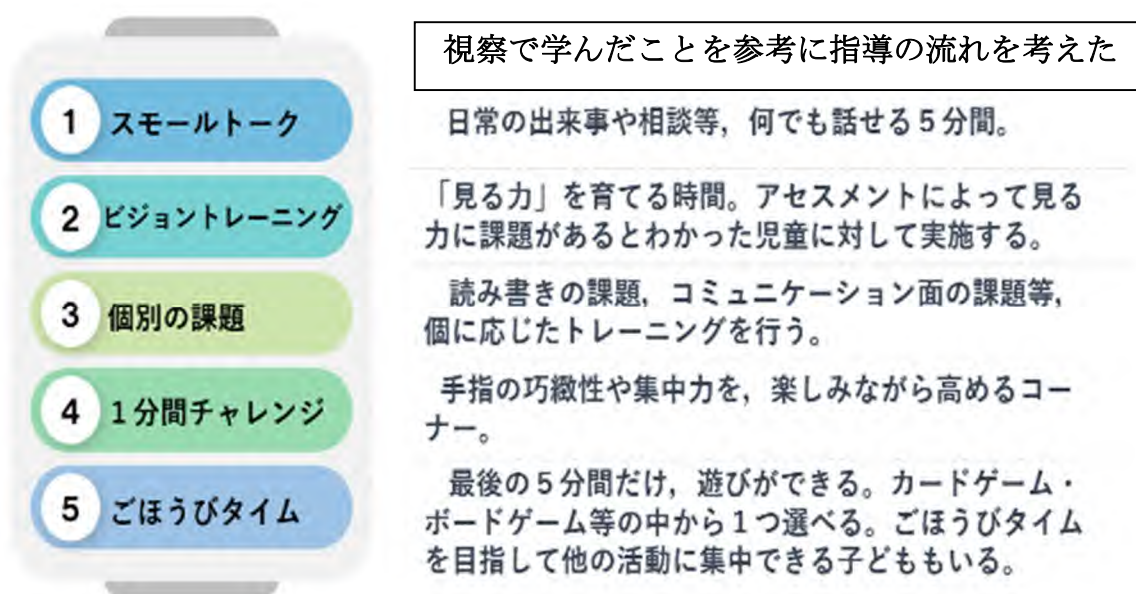 視察で学んだことを参考に指導の流れを考えた
1 スモールトーク
日常の出来事や相談等，何でも話せる５分間。
2 ビジョントレーニング
「見る力」を育てる時間。アセスメントによって見る
力に課題があるとわかった児童に対して実施する。
3 個別の課題
読み書きの課題，コミュニケーション面の課題等，
個に応じたトレーニングを行う。
4 １分間チャレンジ
手指の巧緻性や集中力を，楽しみながら高めるコー
ナー。
5 ごほうびタイム
最後の５分間だけ，遊びができる。カードゲーム・
ボードゲーム等の中から１つ選べる。ごほうびタイム
を目指して他の活動に集中できる子どももいる。